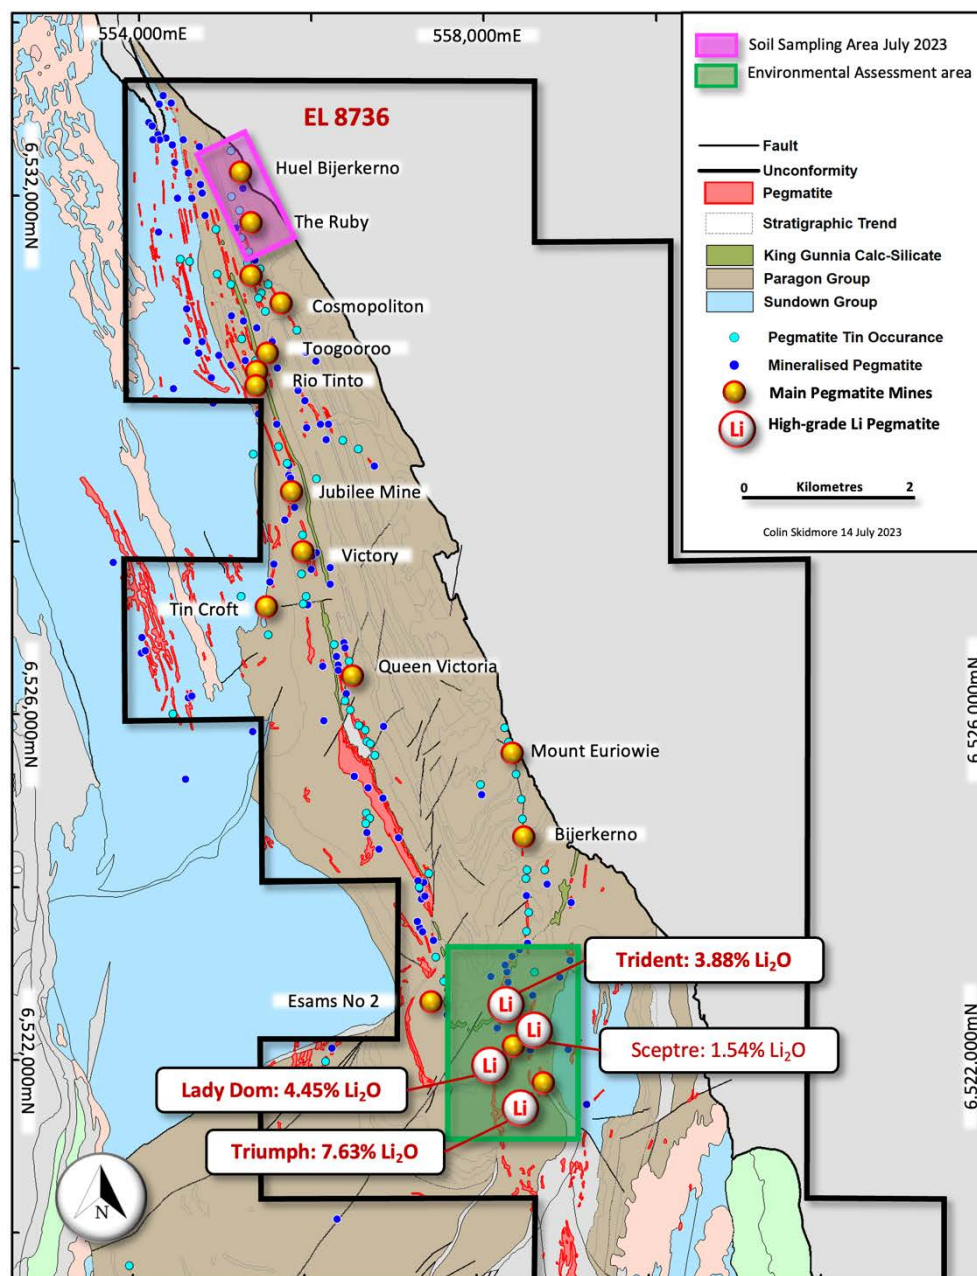 554,000mE
558,000mE
EL 8736
Soil Sampling Area July 2023
Environmental Assessment area
Fault
Unconformity
Pegmatite
Stratigraphic Trend
King Gunnia Calc-Silicate
Paragon Group
Sundown Group
Pegmatite Tin Occurance
Mineralised Pegmatite
Main Pegmatite Mines
Li
High-grade Li Pegmatite
0 Kilometres 2
Colin Skidmore 14 July 2023
6,532,000mN
Huel Bijerkerno
The Ruby
Cosmopoliton
Toogooroo
Rio Tinto
Jubilee Mine
Victory
Tin Croft
Queen Victoria
6,526,000mN
6,526,000mN
Mount Euriowie
Bijerkerno
Trident: 3.88% Li₂O
Esams No 2
Li
Li
Sceptre: 1.54% Li₂O
Li
Lady Dom: 4.45% Li₂O
Li
Triumph: 7.63% Li₂O
6,522,000mN
6,522,000mN
N